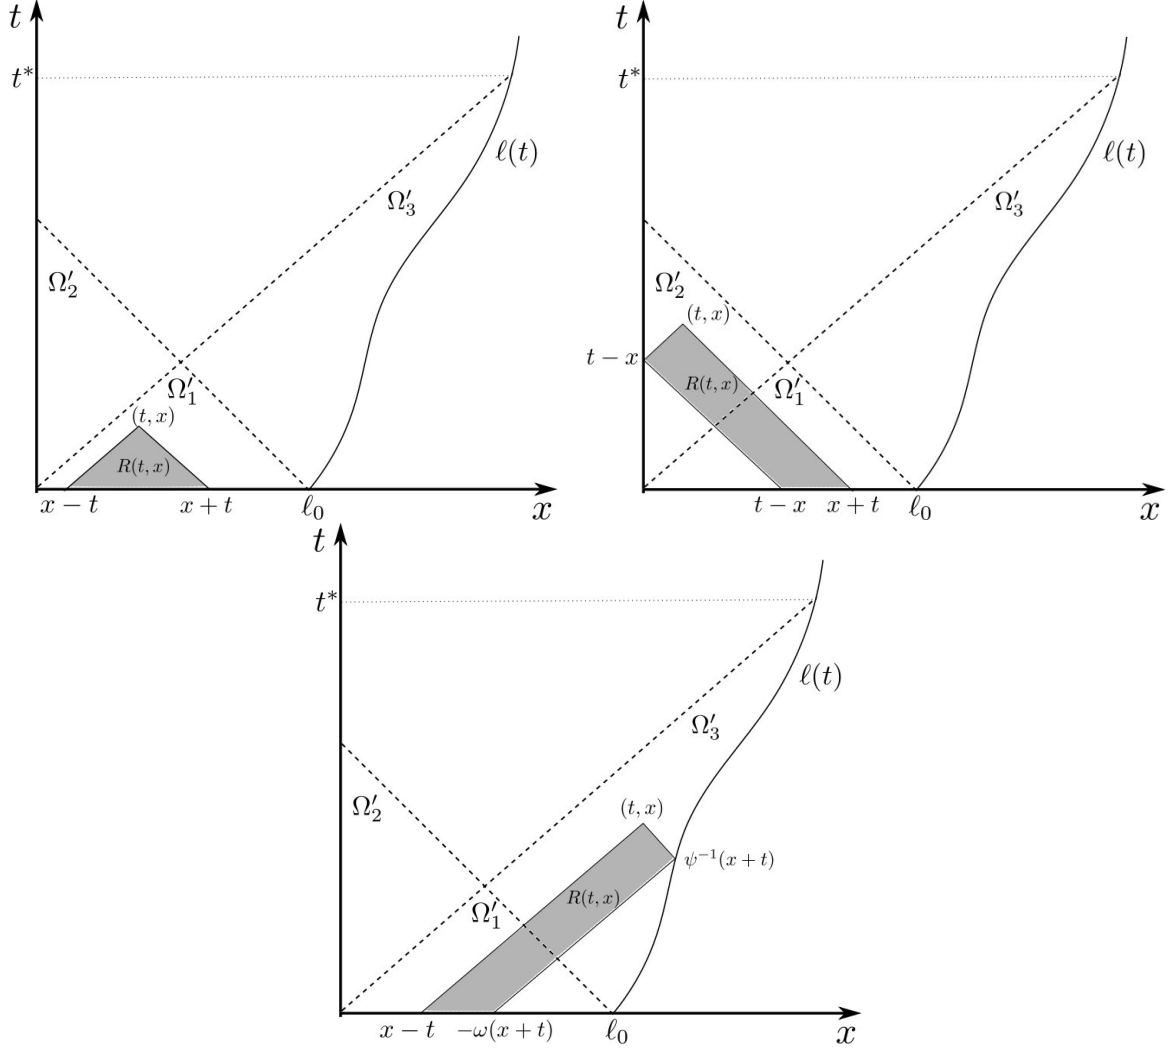 t
t*
ℓ(t)
Ω′₃
Ω′₂
Ω′₁
(t, x)
R(t, x)
x − t
x + t
ℓ₀
x
t
t*
ℓ(t)
Ω′₃
Ω′₂
(t, x)
t − x
R(t, x)
Ω′₁
t − x
x + t
ℓ₀
x
t
t*
ℓ(t)
Ω′₃
Ω′₂
(t, x)
ψ⁻¹(x + t)
R(t, x)
Ω′₁
x − t
−ω(x + t)
ℓ₀
x